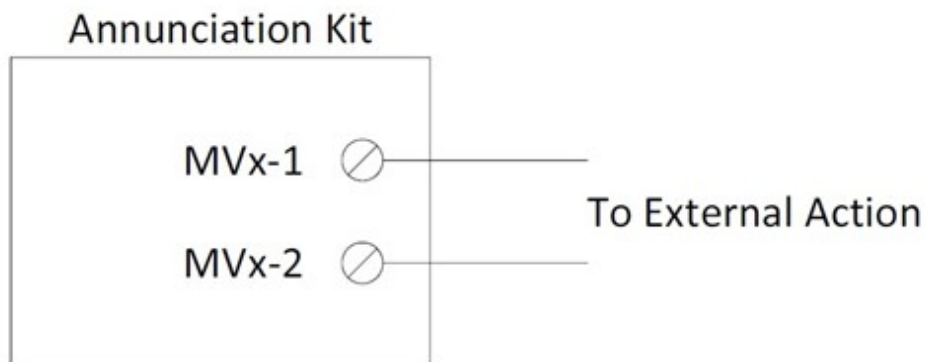 Annunciation Kit
MVx-1
To External Action
MVx-2